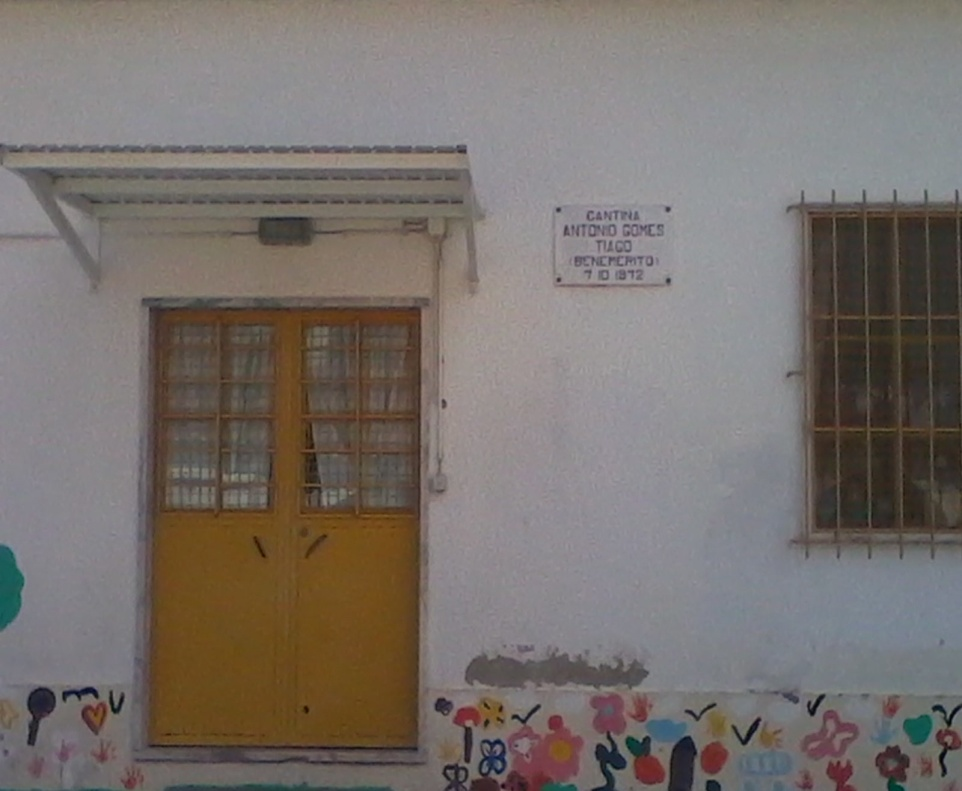 CANTINA
ANTONIO GOMES
TIAGO
(BENEMERITO)
7 10 1972